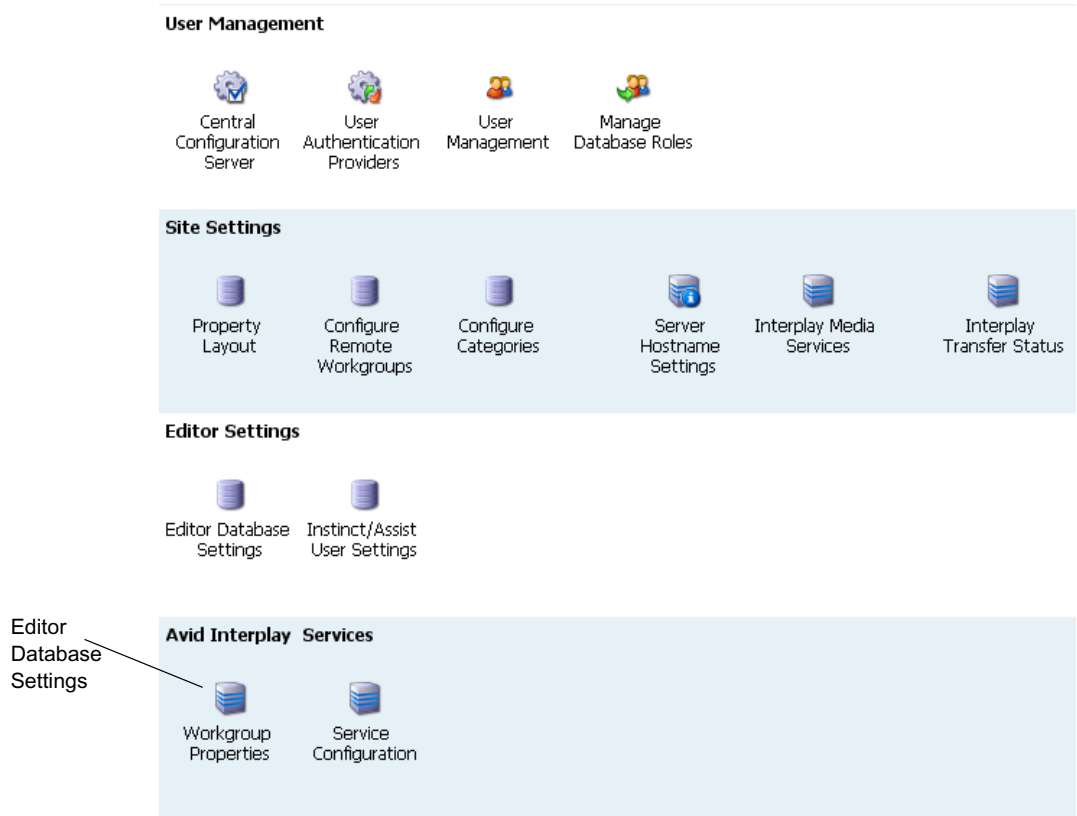 User Management
Central
Configuration
Server
User
Authentication
Providers
User
Management
Manage
Database Roles
Site Settings
Property
Layout
Configure
Remote
Workgroups
Configure
Categories
Server
Hostname
Settings
Interplay Media
Services
Interplay
Transfer Status
Editor Settings
Editor Database
Settings
Instinct/Assist
User Settings
Editor
Database
Settings
Avid Interplay Services
Workgroup
Properties
Service
Configuration